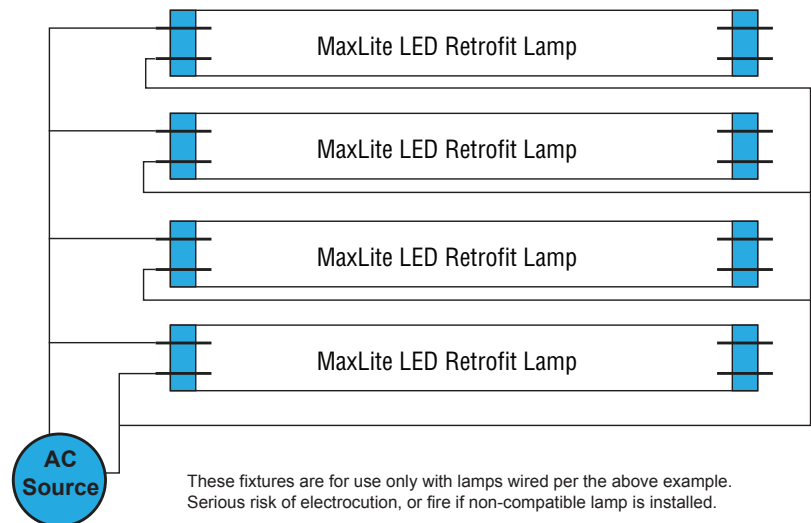 MaxLite LED Retrofit Lamp
MaxLite LED Retrofit Lamp
MaxLite LED Retrofit Lamp
MaxLite LED Retrofit Lamp
AC
Source
These fixtures are for use only with lamps wired per the above example.
Serious risk of electrocution, or fire if non-compatible lamp is installed.